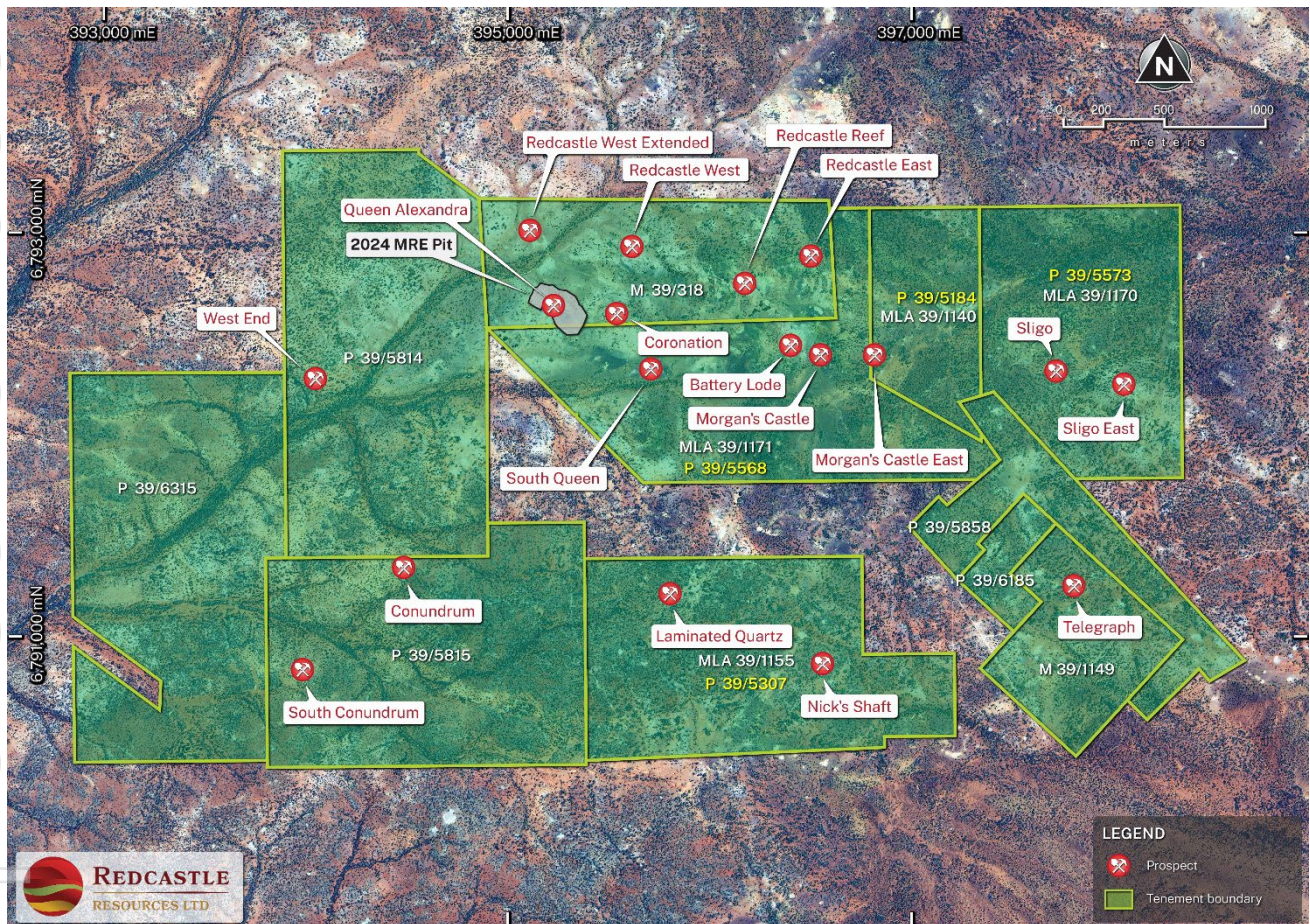 393,000 mE
395,000 mE
397,000 mE
N
0 200 500 1000
meters
Redcastle West Extended
Redcastle Reef
Redcastle West
Redcastle East
Queen Alexandra
2024 MRE Pit
6,793,000 mN
P 39/5573
MLA 39/1170
M 39/318
P 39/5184
MLA 39/1140
West End
Sligo
Coronation
P 39/5814
Battery Lode
Morgan's Castle
Sligo East
MLA 39/1171
P 39/5568
Morgan's Castle East
South Queen
P 39/6315
P 39/5858
P 39/6185
Conundrum
Laminated Quartz
Telegraph
6,791,000 mN
P 39/5815
MLA 39/1155
P 39/5307
M 39/1149
South Conundrum
Nick's Shaft
LEGEND
Prospect
Tenement boundary
REDCASTLE
RESOURCES LTD